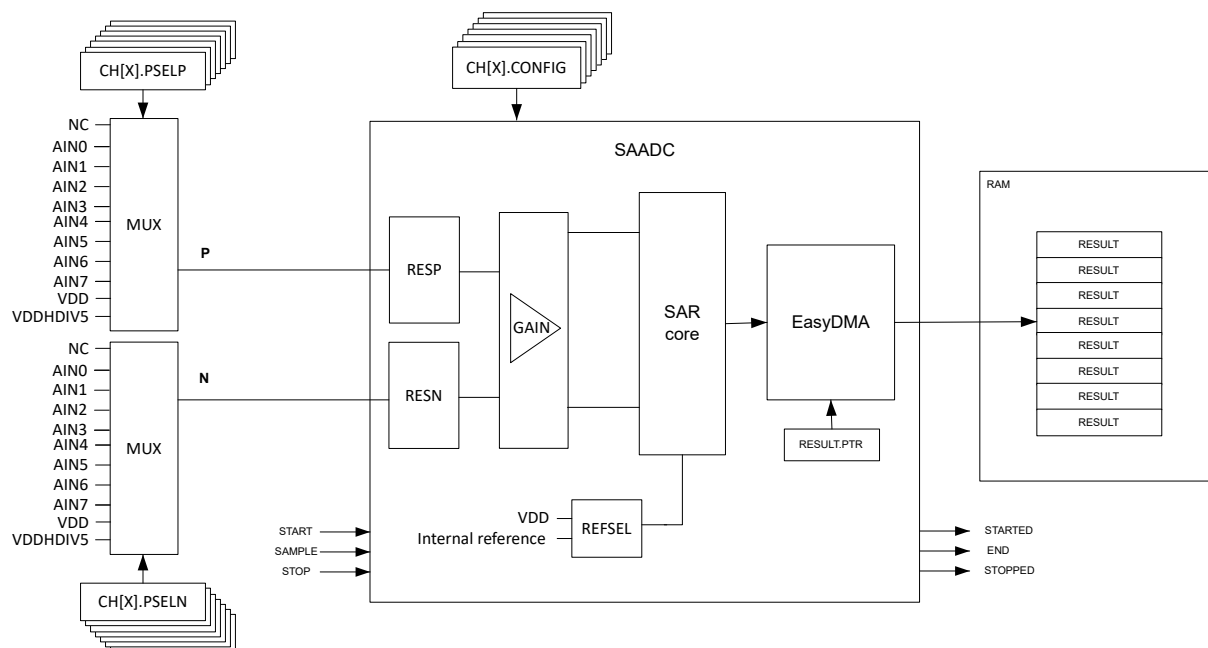 CH[X].PSELP
CH[X].CONFIG
NC
AIN0
AIN1
AIN2
AIN3
AIN4
AIN5
AIN6
AIN7
VDD
VDDHDIV5
MUX
P
NC
AIN0
AIN1
AIN2
AIN3
AIN4
AIN5
AIN6
AIN7
VDD
VDDHDIV5
MUX
N
CH[X].PSELN
SAADC
RESP
RESN
GAIN
SAR
core
EasyDMA
RESULT.PTR
VDD
Internal reference
REFSEL
START
SAMPLE
STOP
STARTED
END
STOPPED
RAM
RESULT
RESULT
RESULT
RESULT
RESULT
RESULT
RESULT
RESULT